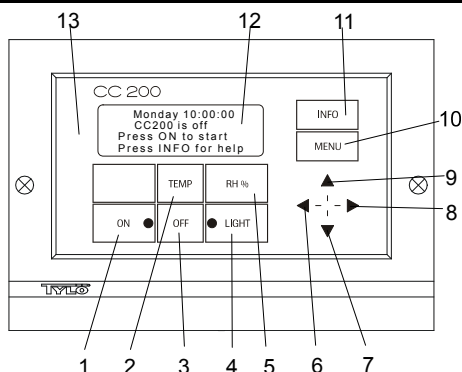 13
12
11
CC 200
Monday 10:00:00
CC200 is off
Press ON to start
Press INFO for help
INFO
MENU
10
9
TEMP
RH %
8
ON
OFF
LIGHT
TYLÖ
1
2
3
4
5
6
7